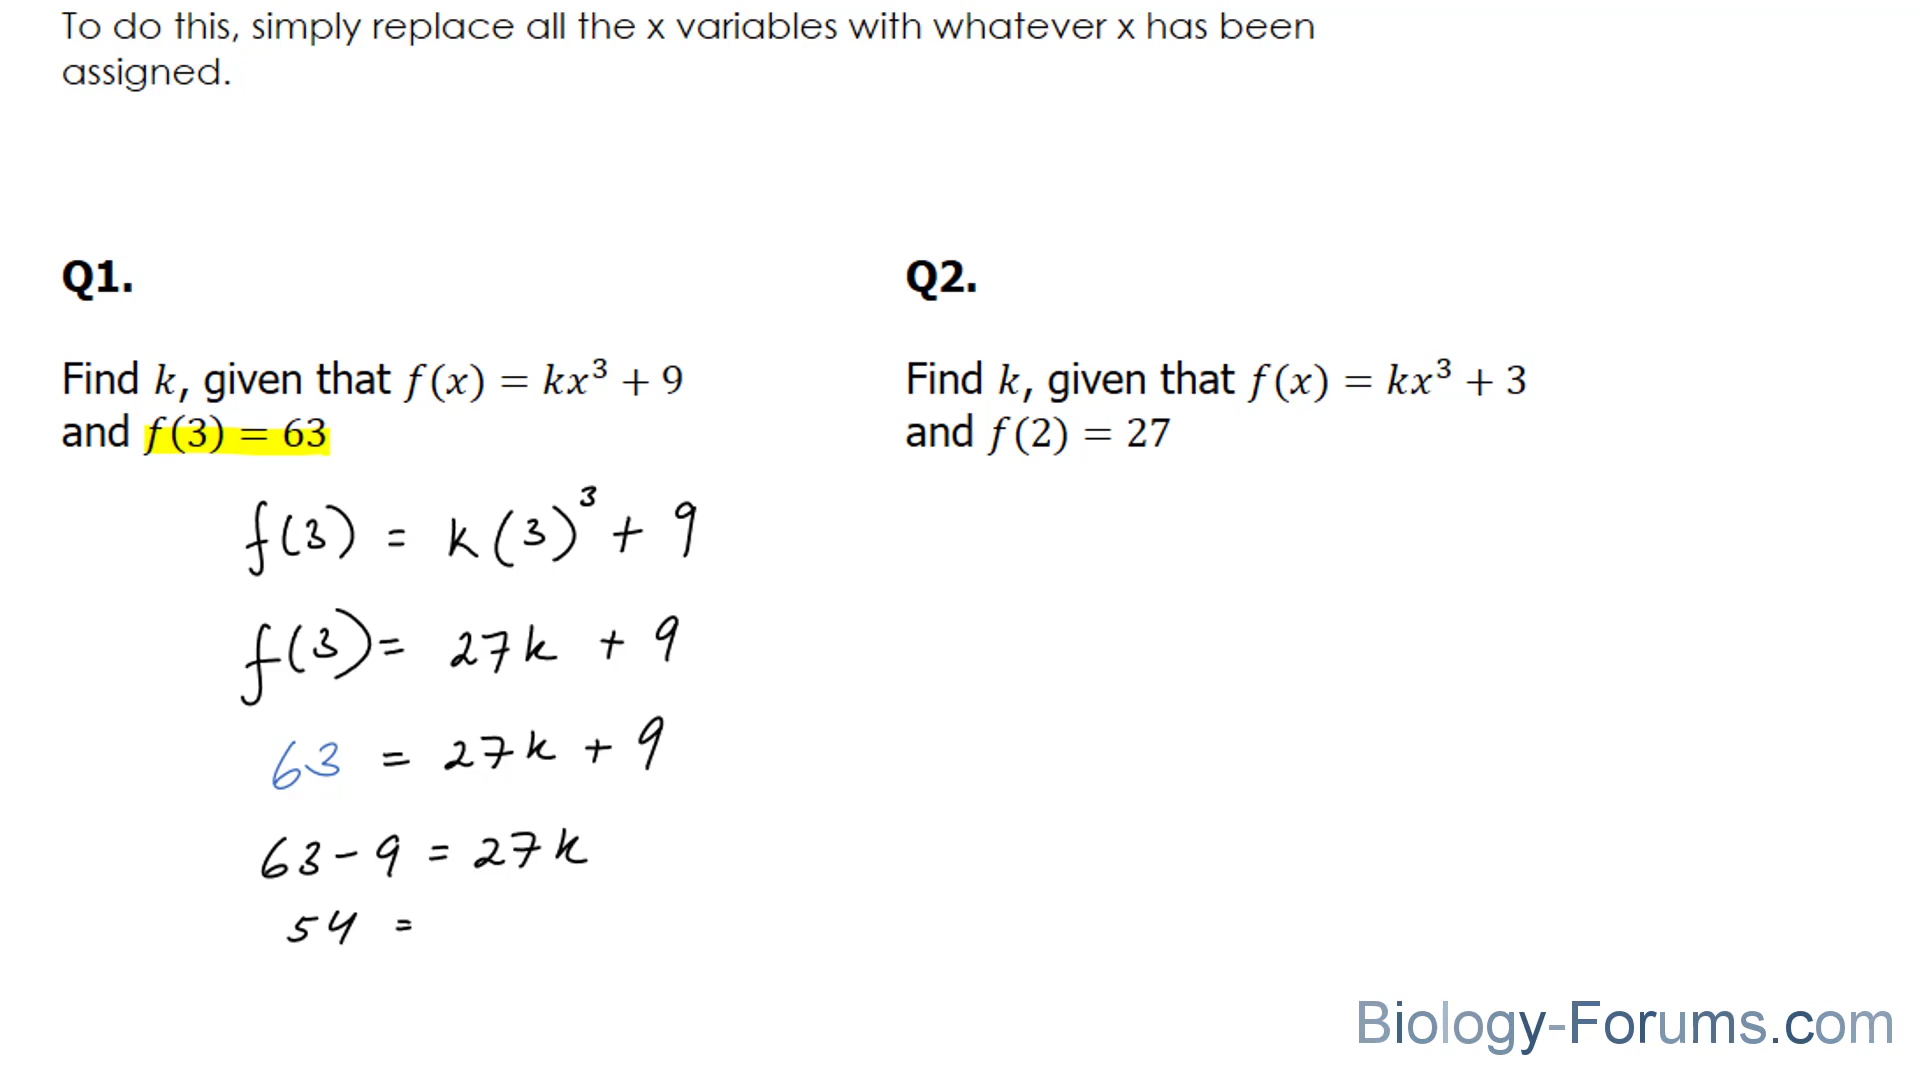 To do this, simply replace all the x variables with whatever x has been
assigned.
Q1.
Find k, given that f(x) = kx³ + 9
and f(3) = 63
f(3) = k(3)³ + 9
f(3) = 27k + 9
63 = 27k + 9
63 - 9 = 27k
54 =
Q2.
Find k, given that f(x) = kx³ + 3
and f(2) = 27
Biology-Forums.com